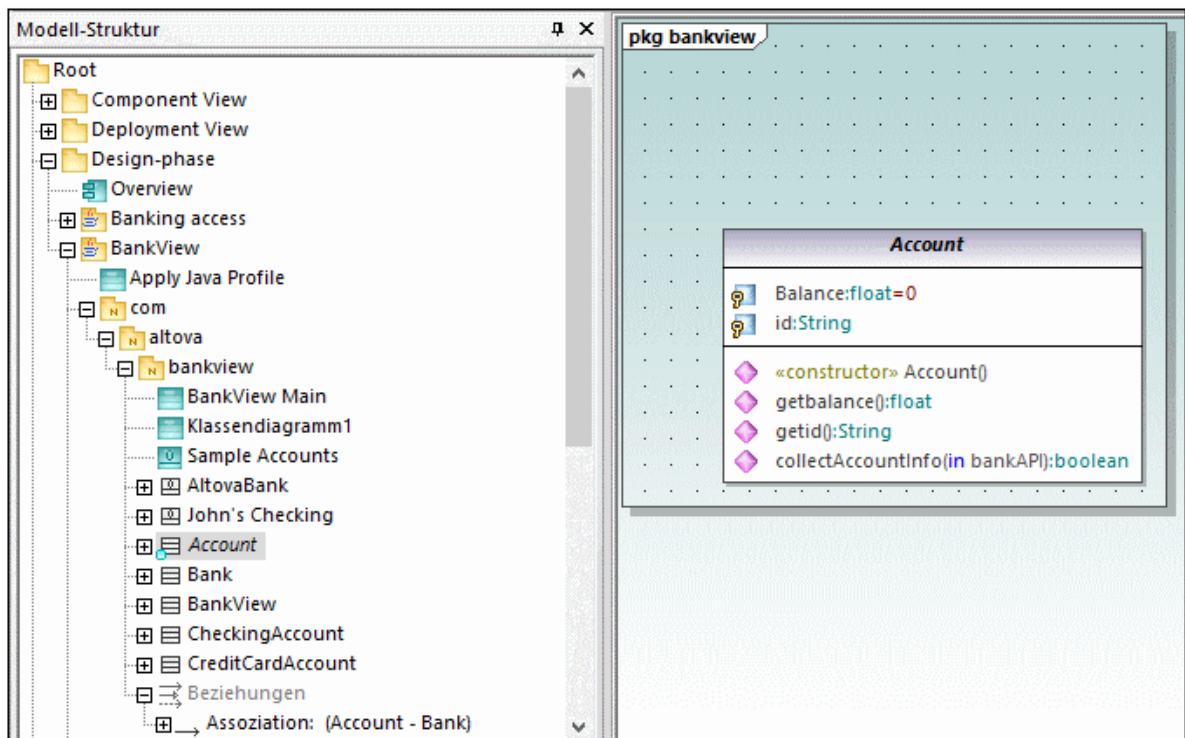 Modell-Struktur
Root
Component View
Deployment View
Design-phase
Overview
Banking access
BankView
Apply Java Profile
com
altova
bankview
BankView Main
Klassendiagramm1
Sample Accounts
AltovaBank
John's Checking
Account
Bank
BankView
CheckingAccount
CreditCardAccount
Beziehungen
Assoziation: (Account - Bank)
pkg bankview
Account
Balance:float=0
id:String
«constructor» Account()
getbalance():float
getid():String
collectAccountInfo(in bankAPI):boolean